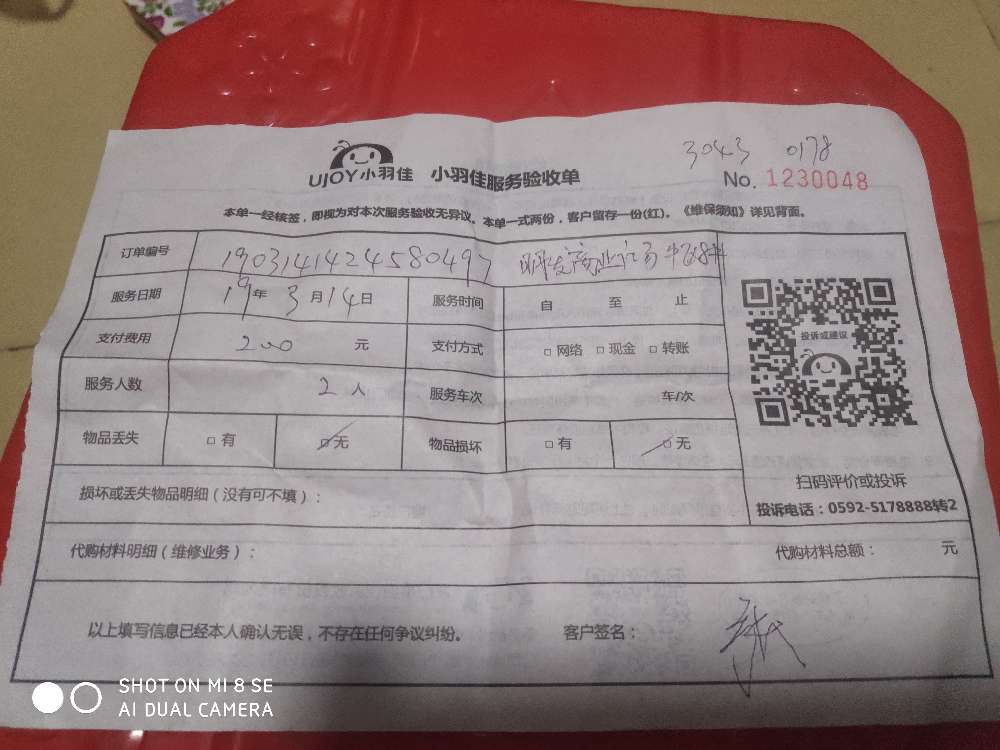 3043 0178
UJOY小羽佳 小羽佳服务验收单 No. 1230048
本单一经核签，即视为对本次服务验收无异议。本单一式两份，客户留存一份(红)。《维保须知》详见背面。
订单编号 1903141424580497 明发商业广场
服务日期 19年3月14日 服务时间 自 至 止
投诉或建议
支付费用 200 元 支付方式 □网络 □现金 □转账
服务人数 2人 服务车次 车/次
物品丢失 □有 ☑无 物品损坏 □有 ☑无
扫码评价或投诉
损坏或丢失物品明细（没有可不填）：
投诉电话：0592-5178888转2
代购材料明细（维修业务）： 代购材料总额： 元
以上填写信息已经本人确认无误，不存在任何争议纠纷。 客户签名：
SHOT ON MI 8 SE
AI DUAL CAMERA